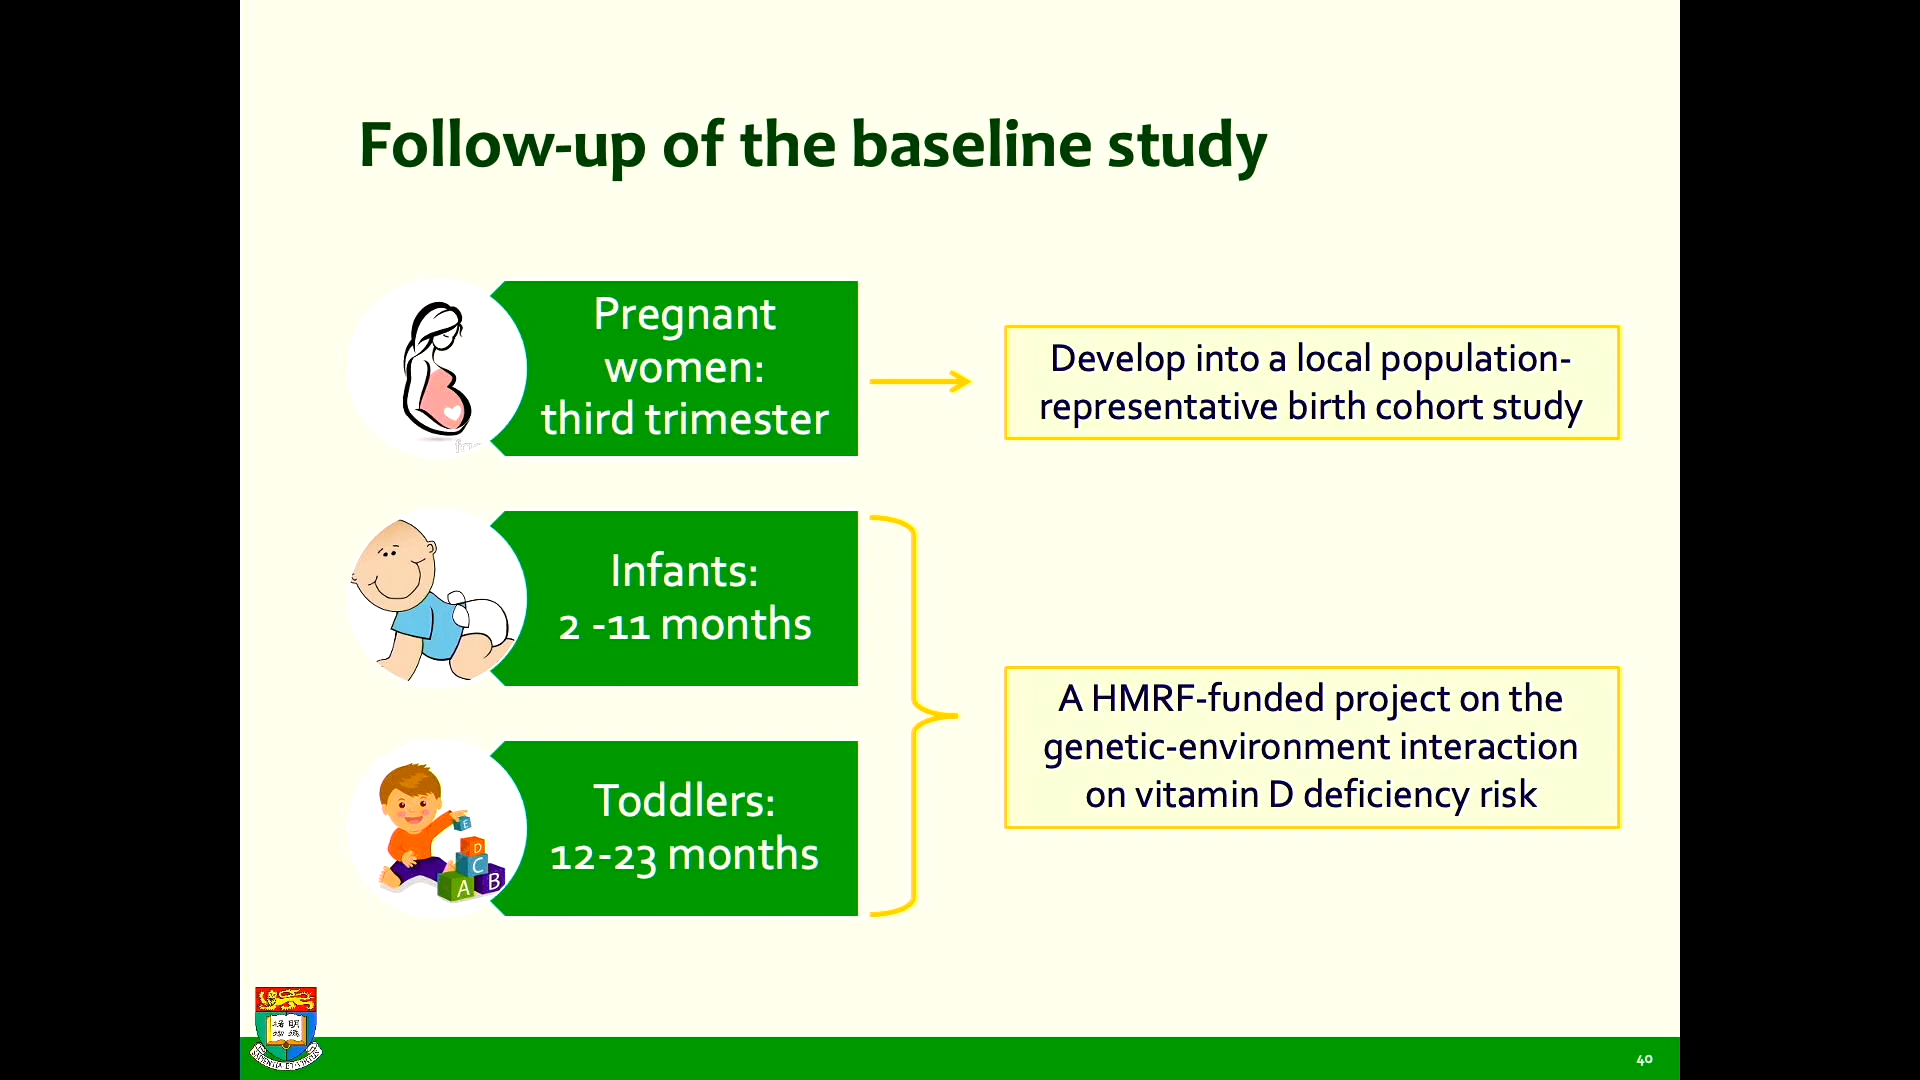 Follow-up of the baseline study
Pregnant
women:
third trimester
Develop into a local population-
representative birth cohort study
Infants:
2 -11 months
Toddlers:
12-23 months
A HMRF-funded project on the
genetic-environment interaction
on vitamin D deficiency risk
E
D
C
A B
40